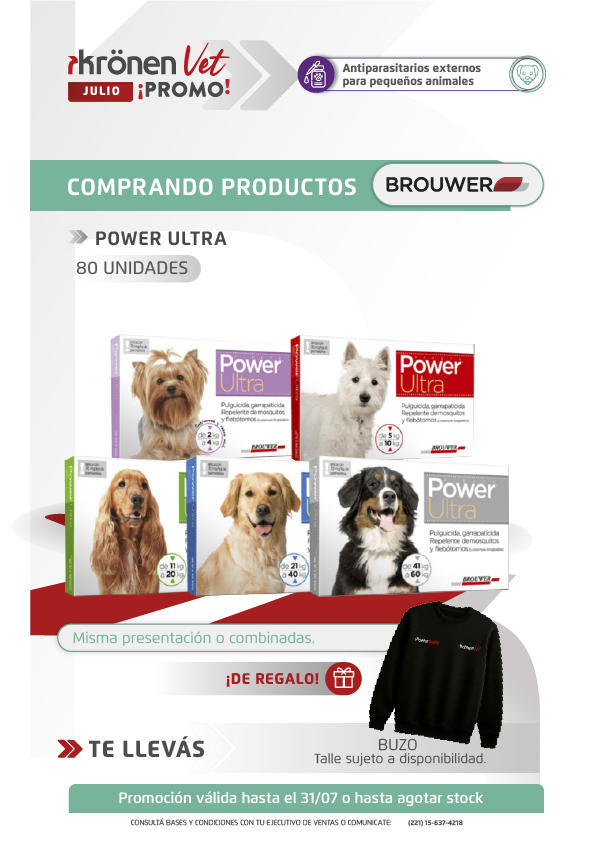 krönen Vet
JULIO ¡PROMO!
Antiparasitarios externos
para pequeños animales
COMPRANDO PRODUCTOS BROUWER
POWER ULTRA
80 UNIDADES
Power
Ultra
Pulguicida, garrapaticida.
Repelente de mosquitos
y flebótomos
de 2 kg
a 4 kg
BROUWER
Power
Ultra
Pulguicida, garrapaticida.
Repelente de mosquitos
y flebótomos
de 5 kg
a 10 kg
BROUWER
de 11 kg
a 20 kg
de 21 kg
a 40 kg
Power
Ultra
Pulguicida, garrapaticida.
Repelente de mosquitos
y flebótomos
de 41 kg
a 60 kg
BROUWER
Misma presentación o combinadas.
¡DE REGALO!
krönen
TE LLEVÁS
BUZO
Talle sujeto a disponibilidad.
Promoción válida hasta el 31/07 o hasta agotar stock
CONSULTÁ BASES Y CONDICIONES CON TU EJECUTIVO DE VENTAS O COMUNICATE: (221) 15-637-4218